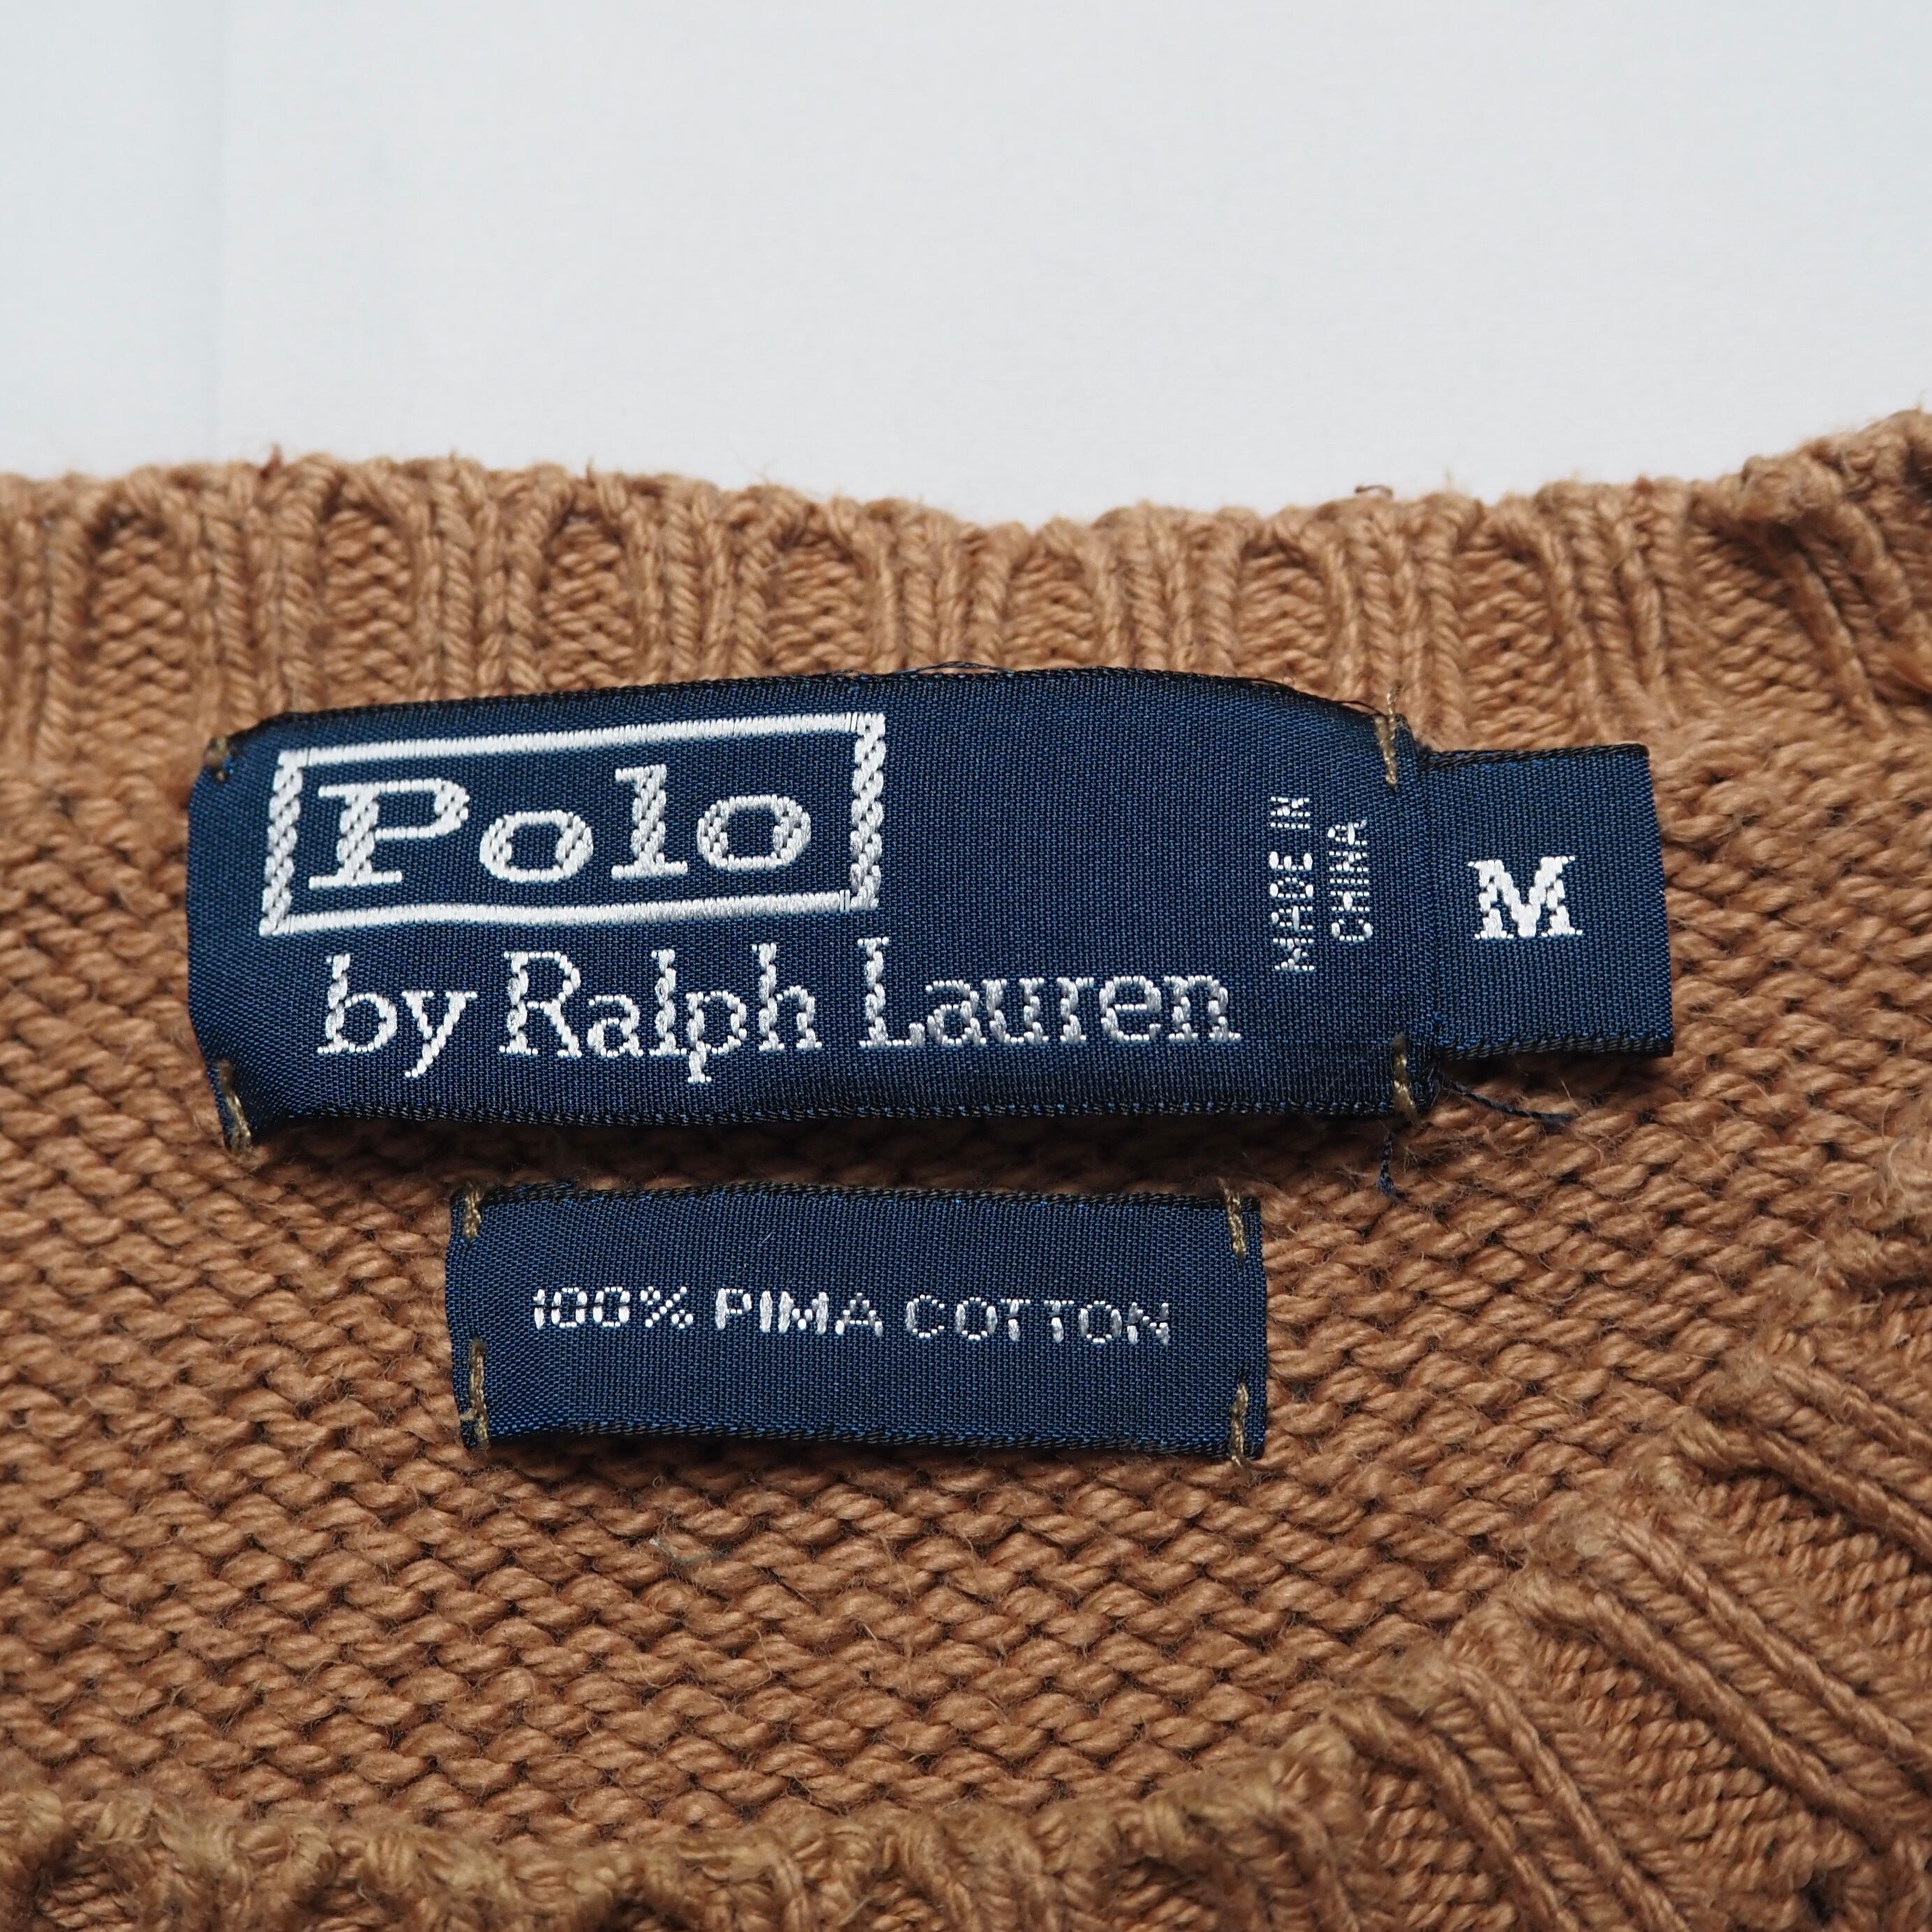 Polo
by Ralph Lauren
MADE IN
CHINA
M
100% PIMA COTTON